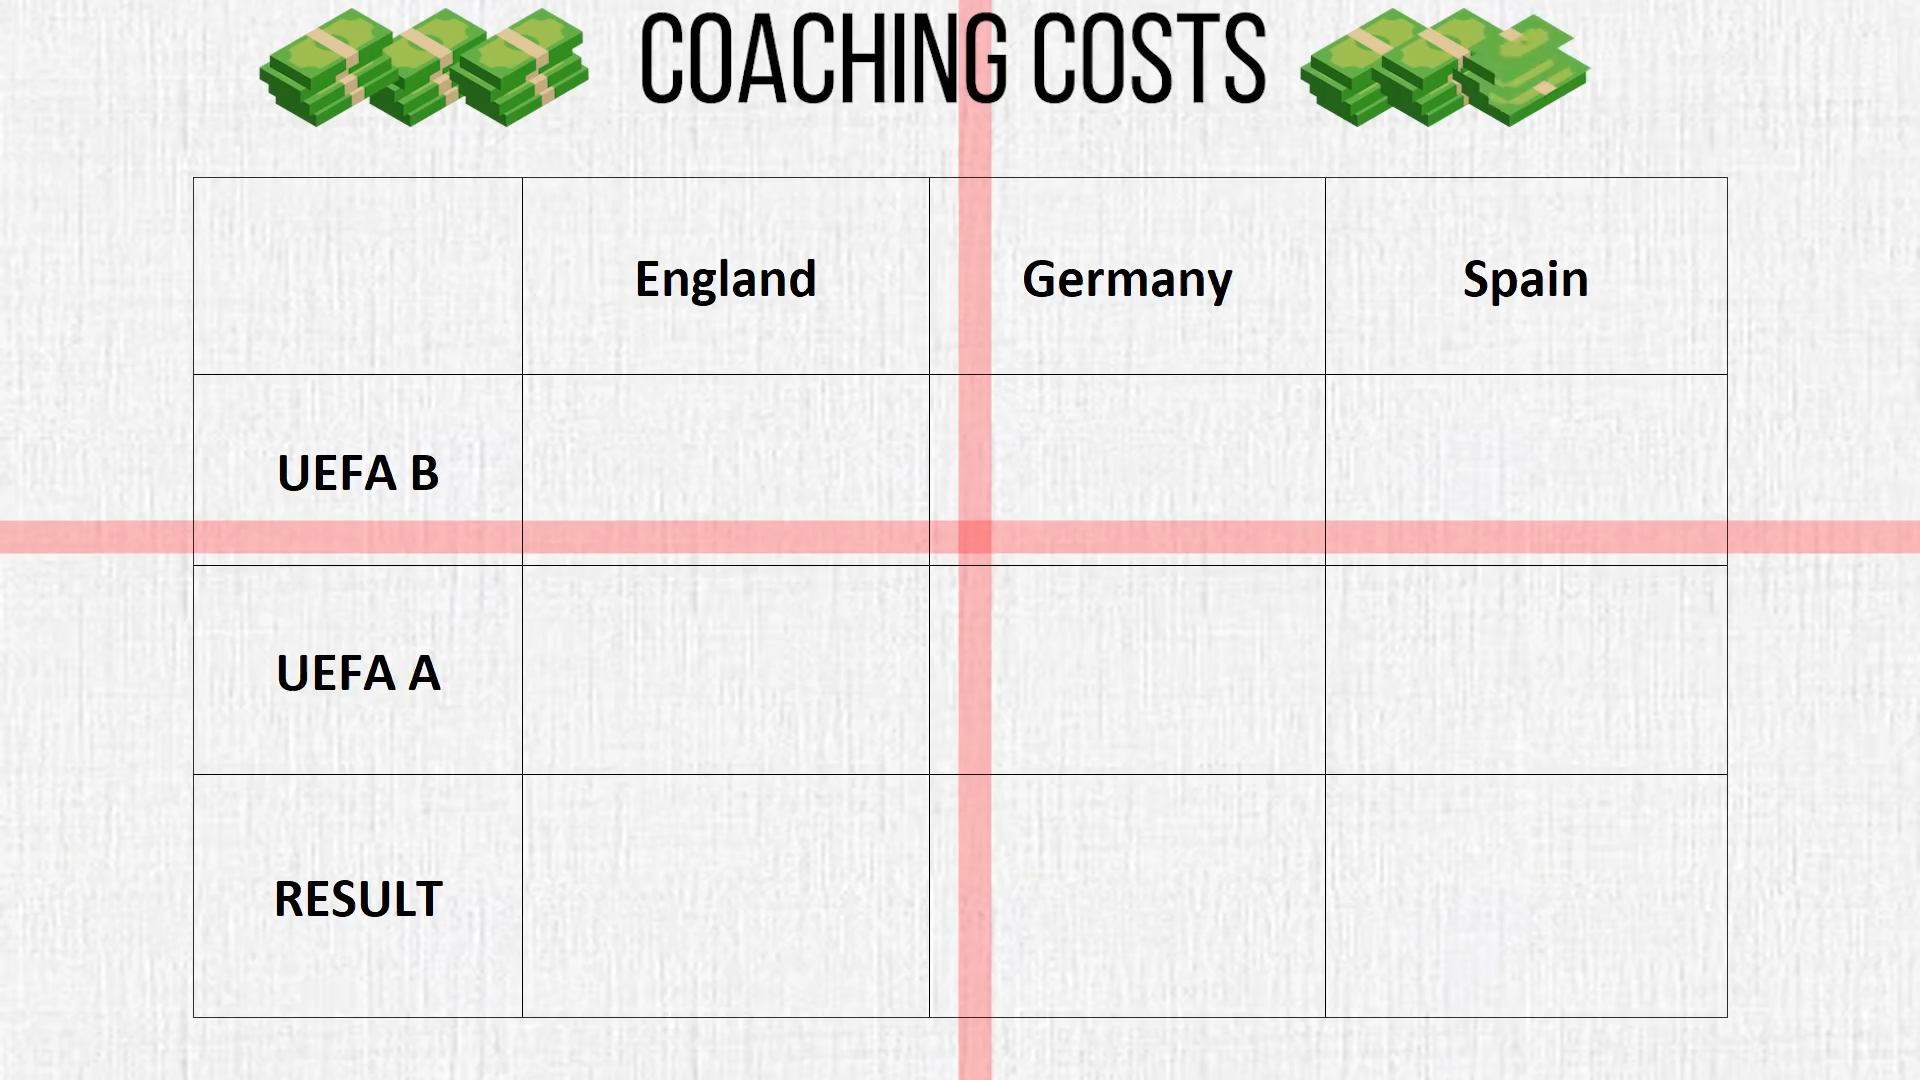 COACHING COSTS
England Germany Spain
UEFA B
UEFA A
RESULT